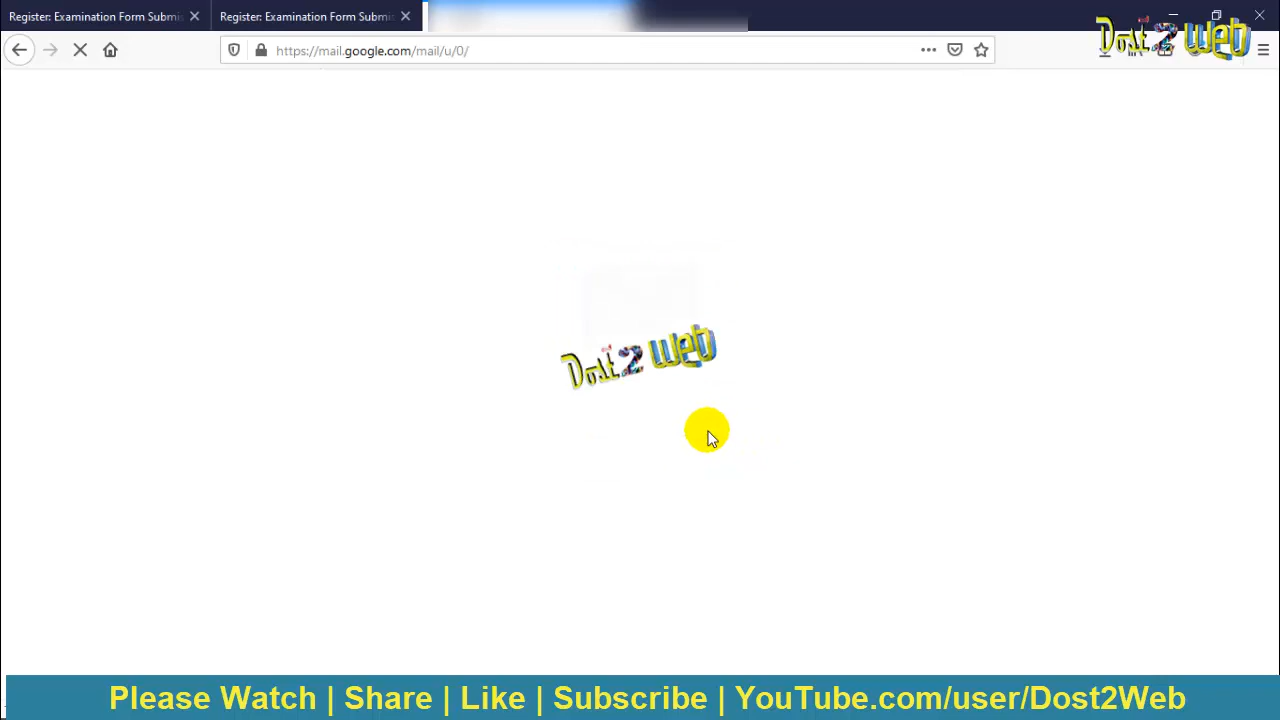 Register: Examination Form Submi
Register: Examination Form Submi
https://mail.google.com/mail/u/0/
Dost2Web
Dost2Web
Please Watch | Share | Like | Subscribe | YouTube.com/user/Dost2Web